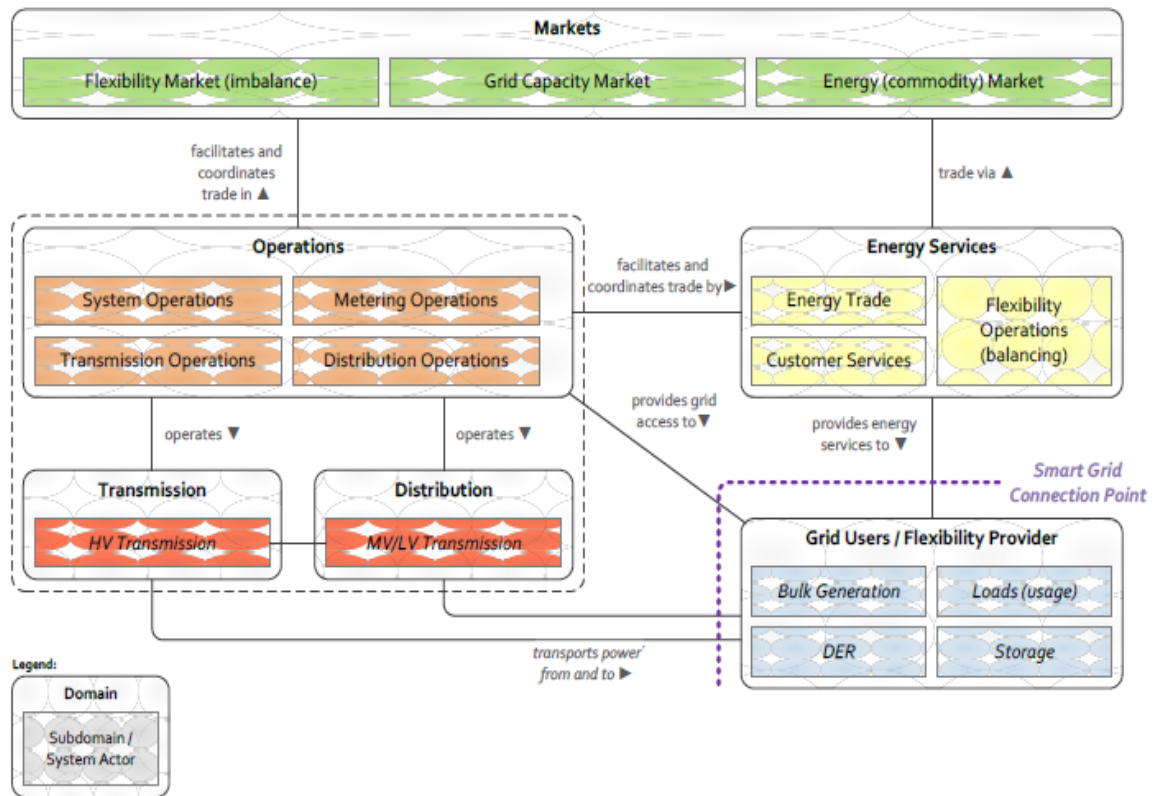 Markets
Flexibility Market (imbalance)
Grid Capacity Market
Energy (commodity) Market
facilitates and
coordinates
trade in ▲
trade via ▲
Operations
System Operations
Metering Operations
Transmission Operations
Distribution Operations
facilitates and
coordinates trade by ▶
Energy Services
Energy Trade
Customer Services
Flexibility
Operations
(balancing)
operates ▼
operates ▼
provides grid
access to ▼
provides energy
services to ▼
Transmission
HV Transmission
Distribution
MV/LV Transmission
Smart Grid
Connection Point
Grid Users / Flexibility Provider
Bulk Generation
Loads (usage)
DER
Storage
transports power'
from and to ▶
Legend:
Domain
Subdomain /
System Actor